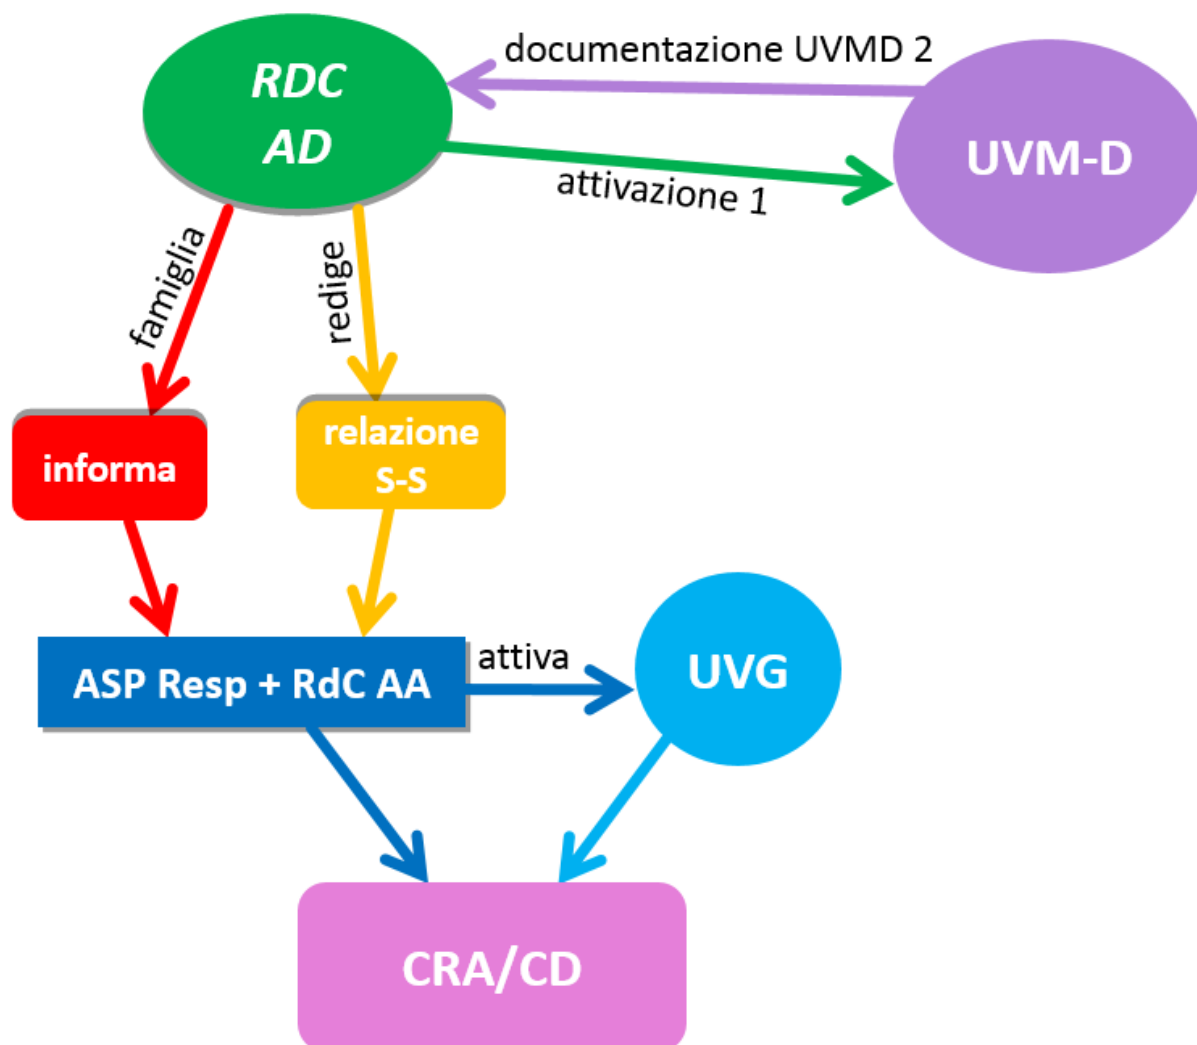 documentazione UVMD 2
RDC
AD
UVM-D
attivazione 1
famiglia
redige
informa
relazione
S-S
ASP Resp + RdC AA
attiva
UVG
CRA/CD